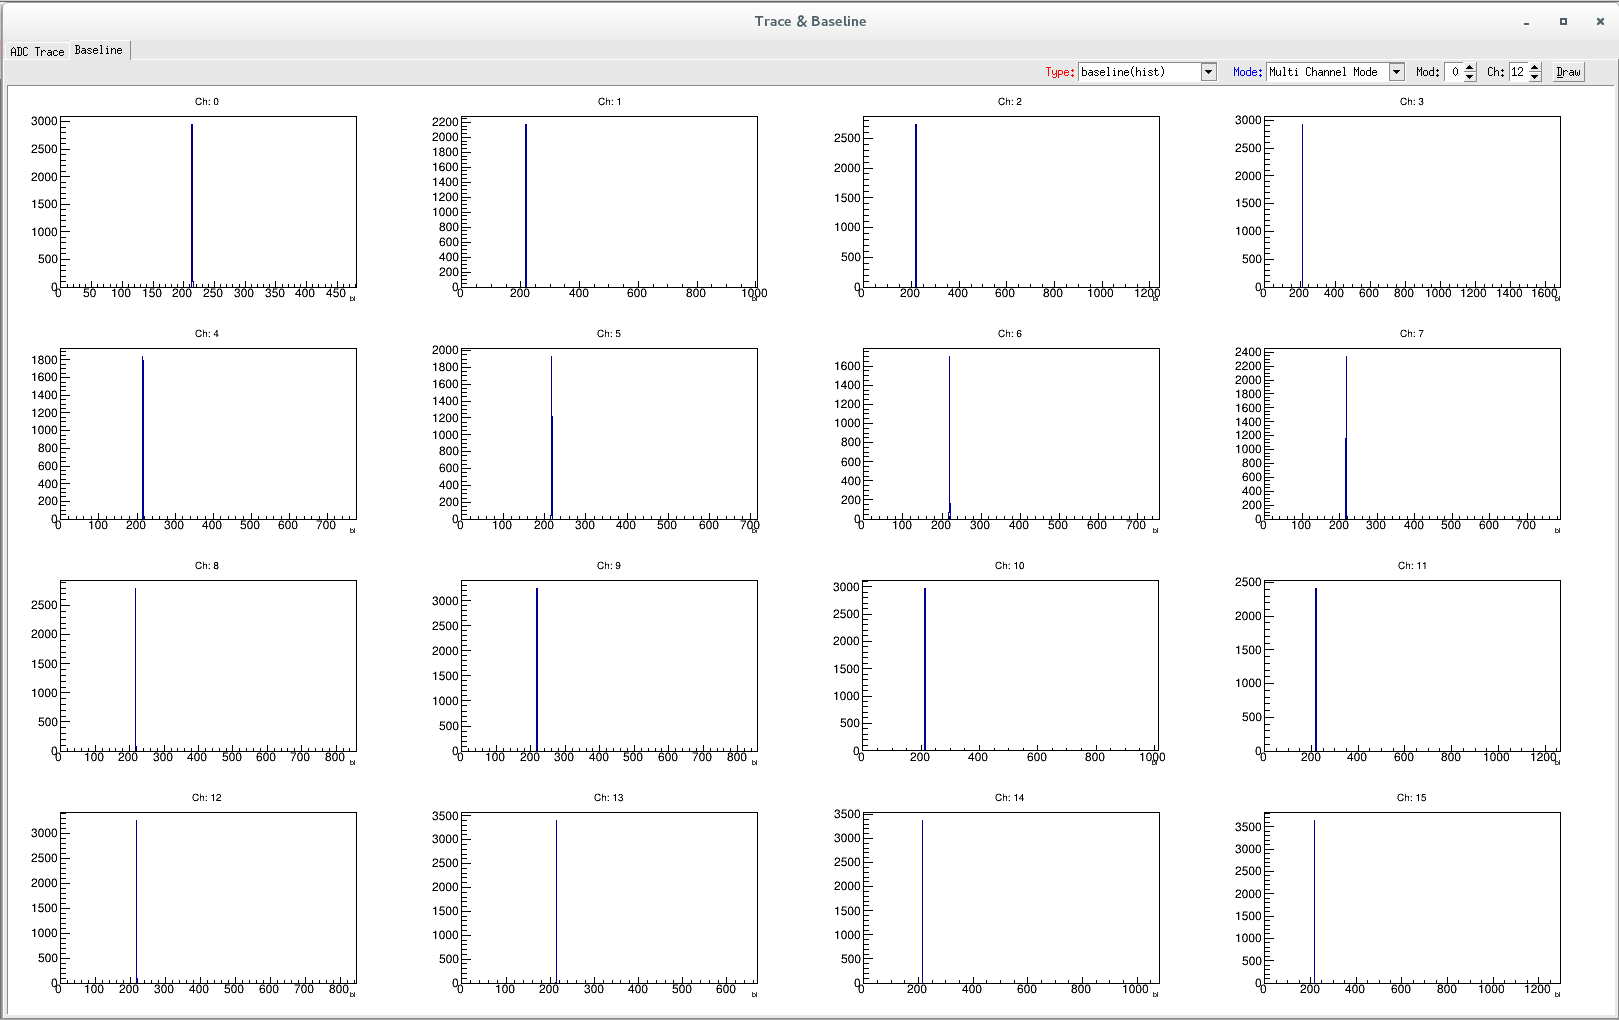 Trace & Baseline
ADC Trace Baseline
Type: baseline(hist) Mode: Multi Channel Mode Mod: 0 Ch: 12 Draw
Ch: 0
3000
2500
2000
1500
1000
500
0
0 50 100 150 200 250 300 350 400 450
bl
Ch: 1
2200
2000
1800
1600
1400
1200
1000
800
600
400
200
0
0 200 400 600 800 1000
bl
Ch: 2
2500
2000
1500
1000
500
0
0 200 400 600 800 1000 1200
bl
Ch: 3
3000
2500
2000
1500
1000
500
0
0 200 400 600 800 1000 1200 1400 1600
bl
Ch: 4
1800
1600
1400
1200
1000
800
600
400
200
0
0 100 200 300 400 500 600 700
bl
Ch: 5
2000
1800
1600
1400
1200
1000
800
600
400
200
0
0 100 200 300 400 500 600 700
bl
Ch: 6
1600
1400
1200
1000
800
600
400
200
0
0 100 200 300 400 500 600 700
bl
Ch: 7
2400
2200
2000
1800
1600
1400
1200
1000
800
600
400
200
0
0 100 200 300 400 500 600 700
bl
Ch: 8
2500
2000
1500
1000
500
0
0 100 200 300 400 500 600 700 800
bl
Ch: 9
3000
2500
2000
1500
1000
500
0
0 100 200 300 400 500 600 700 800
bl
Ch: 10
3000
2500
2000
1500
1000
500
0
0 200 400 600 800 1000
bl
Ch: 11
2500
2000
1500
1000
500
0
0 200 400 600 800 1000 1200
bl
Ch: 12
3000
2500
2000
1500
1000
500
0
0 100 200 300 400 500 600 700 800
bl
Ch: 13
3500
3000
2500
2000
1500
1000
500
0
0 100 200 300 400 500 600
bl
Ch: 14
3500
3000
2500
2000
1500
1000
500
0
0 200 400 600 800 1000
bl
Ch: 15
3500
3000
2500
2000
1500
1000
500
0
0 200 400 600 800 1000 1200
bl